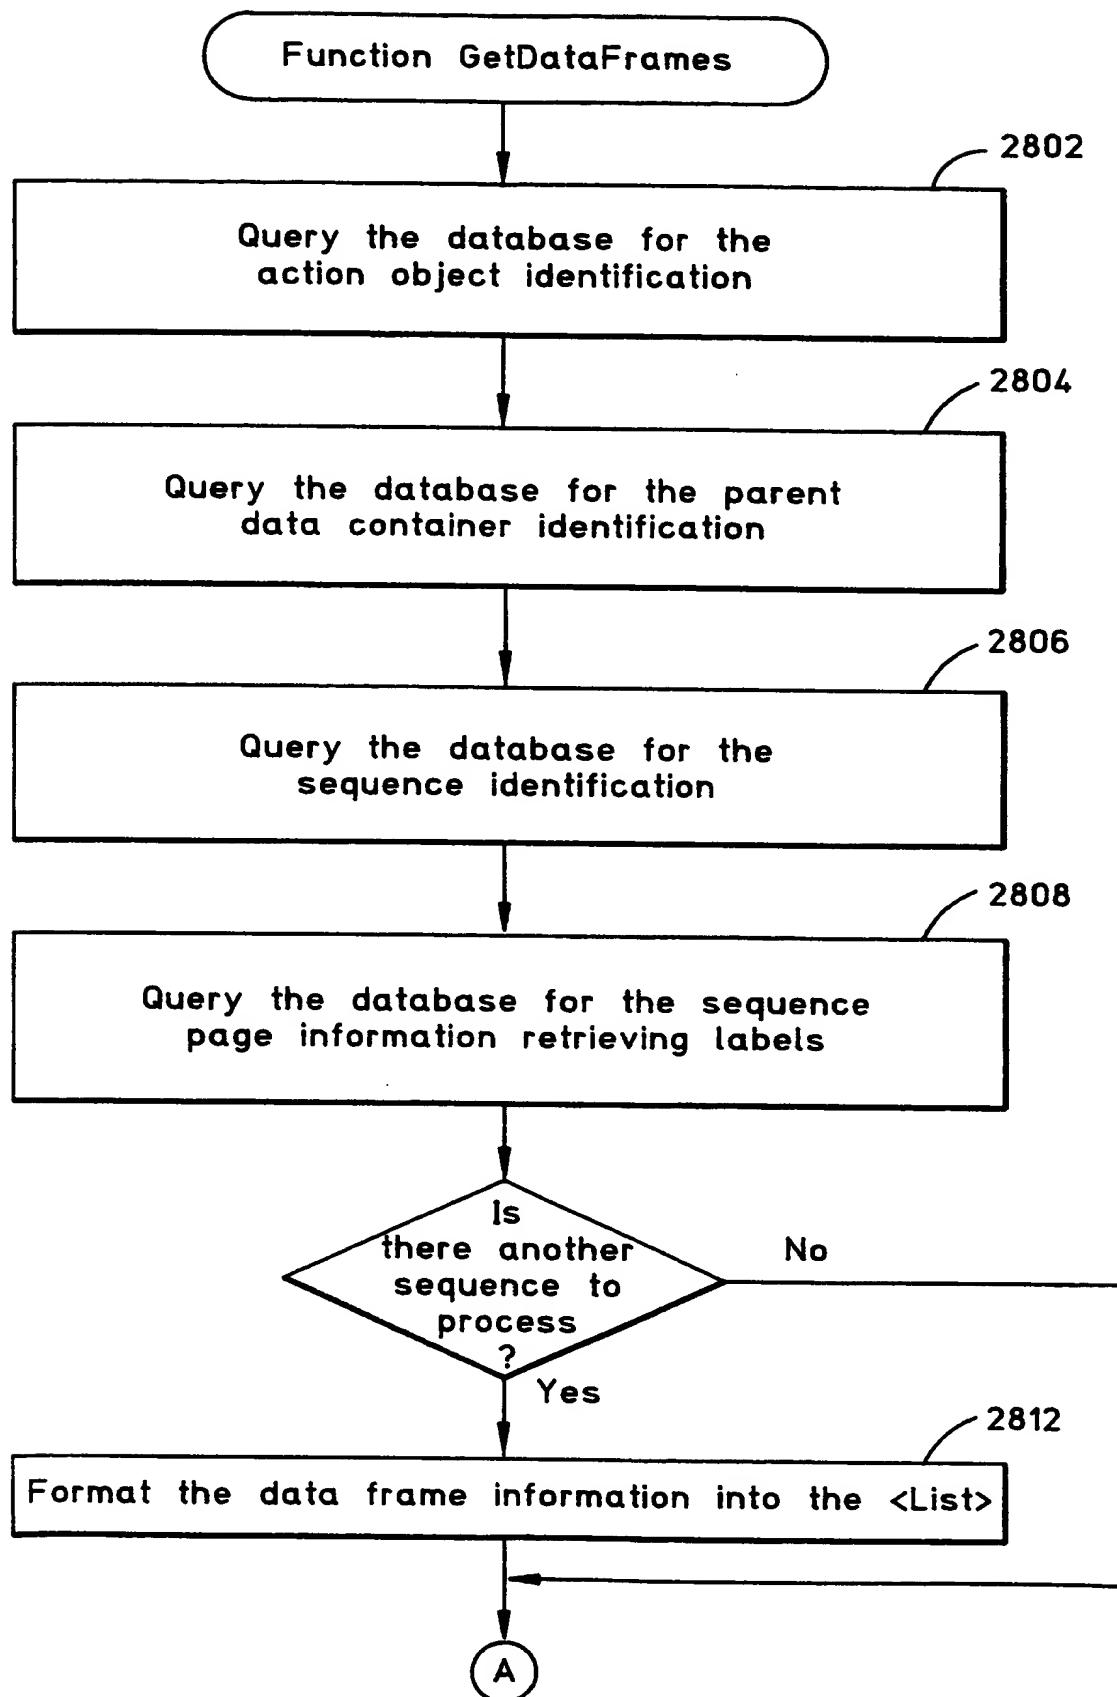 Function GetDataFrames
2802
Query the database for the
action object identification
2804
Query the database for the parent
data container identification
2806
Query the database for the
sequence identification
2808
Query the database for the sequence
page information retrieving labels
Is
there another
sequence to
process
?
No
Yes
2812
Format the data frame information into the <List>
A